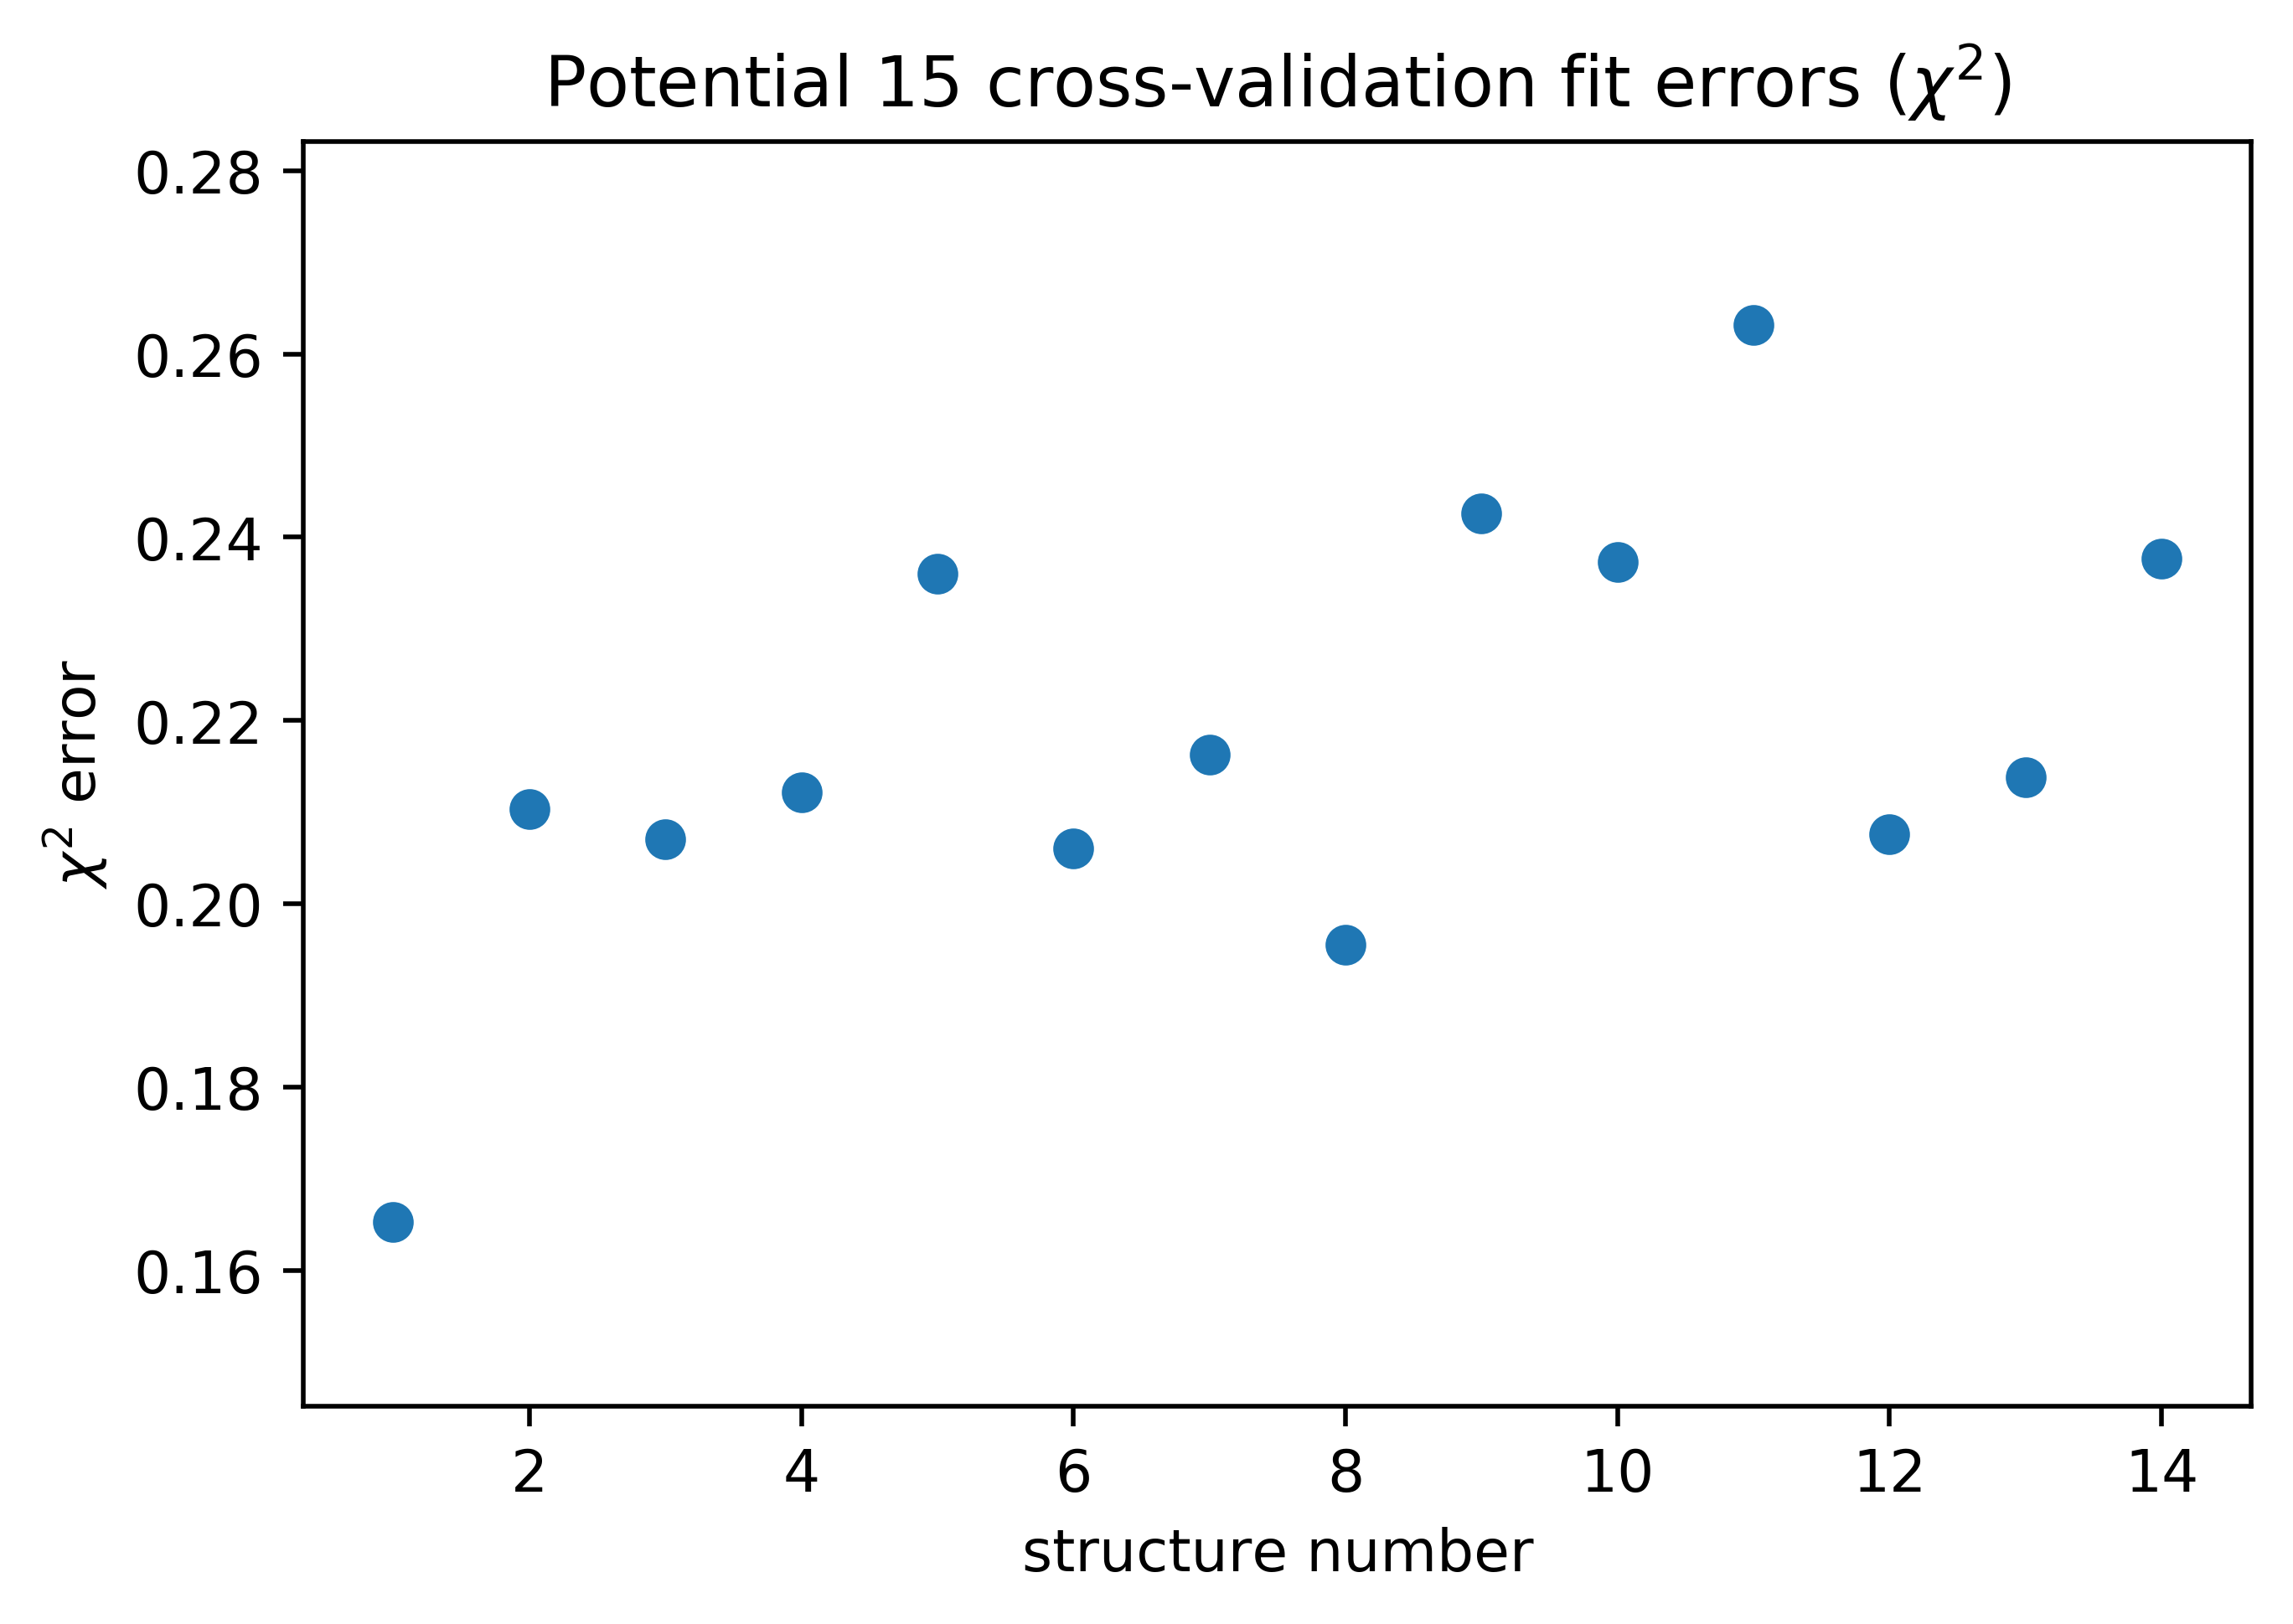 Potential 15 cross-validation fit errors (χ²)
0.28
0.26
0.24
0.22
0.20
0.18
0.16
χ² error
2 4 6 8 10 12 14
structure number